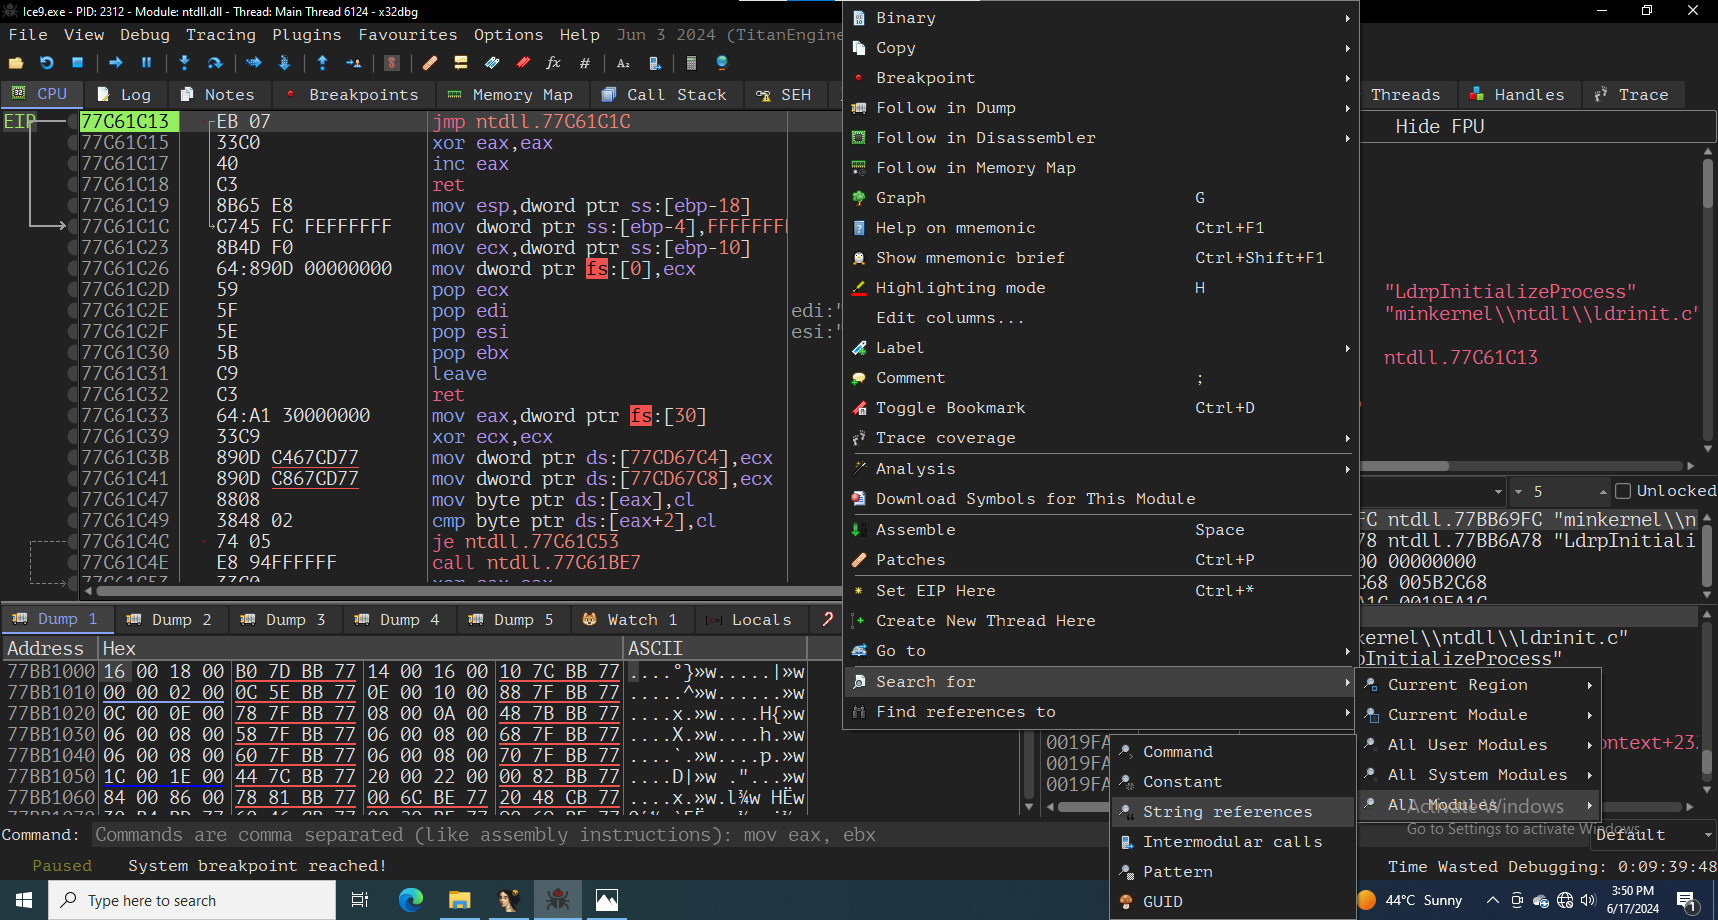 Ice9.exe - PID: 2312 - Module: ntdll.dll - Thread: Main Thread 6124 - x32dbg
File View Debug Tracing Plugins Favourites Options Help Jun 3 2024 (TitanEngine
CPU Log Notes Breakpoints Memory Map Call Stack SEH Threads Handles Trace
EIP
77C61C13 EB 07 jmp ntdll.77C61C1C
77C61C15 33C0 xor eax,eax
77C61C17 40 inc eax
77C61C18 C3 ret
77C61C19 8B65 E8 mov esp,dword ptr ss:[ebp-18]
77C61C1C C745 FC FEFFFFFF mov dword ptr ss:[ebp-4],FFFFFFF
77C61C23 8B4D F0 mov ecx,dword ptr ss:[ebp-10]
77C61C26 64:890D 00000000 mov dword ptr fs:[0],ecx
77C61C2D 59 pop ecx
77C61C2E 5F pop edi edi:"
77C61C2F 5E pop esi esi:"
77C61C30 5B pop ebx
77C61C31 C9 leave
77C61C32 C3 ret
77C61C33 64:A1 30000000 mov eax,dword ptr fs:[30]
77C61C39 33C9 xor ecx,ecx
77C61C3B 890D C467CD77 mov dword ptr ds:[77CD67C4],ecx
77C61C41 890D C867CD77 mov dword ptr ds:[77CD67C8],ecx
77C61C47 8808 mov byte ptr ds:[eax],cl
77C61C49 3848 02 cmp byte ptr ds:[eax+2],cl
77C61C4C 74 05 je ntdll.77C61C53
77C61C4E E8 94FFFFFF call ntdll.77C61BE7
77C61C53 33C0 xor eax,eax
Binary
Copy
Breakpoint
Follow in Dump
Follow in Disassembler
Follow in Memory Map
Graph G
Help on mnemonic Ctrl+F1
Show mnemonic brief Ctrl+Shift+F1
Highlighting mode H
Edit columns...
Label
Comment ;
Toggle Bookmark Ctrl+D
Trace coverage
Analysis
Download Symbols for This Module
Assemble Space
Patches Ctrl+P
Set EIP Here Ctrl+*
Create New Thread Here
Go to
Search for
Find references to
Current Region
Current Module
All User Modules
All System Modules
All Modules
Command
Constant
String references
Intermodular calls
Pattern
GUID
Hide FPU
"LdrpInitializeProcess"
"minkernel\\ntdll\\ldrinit.c"
ntdll.77C61C13
5 Unlocked
FC ntdll.77BB69FC "minkernel\\n
78 ntdll.77BB6A78 "LdrpInitiali
00 00000000
C68 005B2C68
A1C 0019FA1C
kernel\\ntdll\\ldrinit.c"
pInitializeProcess"
ontext+23
0019FA
0019FA
0019FA
Dump 1 Dump 2 Dump 3 Dump 4 Dump 5 Watch 1 Locals
Address Hex ASCII
77BB1000 16 00 18 00 B0 7D BB 77 14 00 16 00 10 7C BB 77 ....°}»w.....|»w
77BB1010 00 00 02 00 0C 5E BB 77 0E 00 10 00 88 7F BB 77 .....^»w.......»w
77BB1020 0C 00 0E 00 78 7F BB 77 08 00 0A 00 48 7B BB 77 ....x.»w....H{»w
77BB1030 06 00 08 00 58 7F BB 77 06 00 08 00 68 7F BB 77 ....X.»w....h.»w
77BB1040 06 00 08 00 60 7F BB 77 06 00 08 00 70 7F BB 77 ....`.»w....p.»w
77BB1050 1C 00 1E 00 44 7C BB 77 20 00 22 00 00 82 BB 77 ....D|»w ."...»w
77BB1060 84 00 86 00 78 81 BB 77 00 6C BE 77 20 48 CB 77 ....x.»w.l¾w HËw
Activate Windows
Go to Settings to activate Windows.
Command: Commands are comma separated (like assembly instructions): mov eax, ebx Default
Paused System breakpoint reached! Time Wasted Debugging: 0:09:39:48
Type here to search
44°C Sunny
3:50 PM
6/17/2024
1